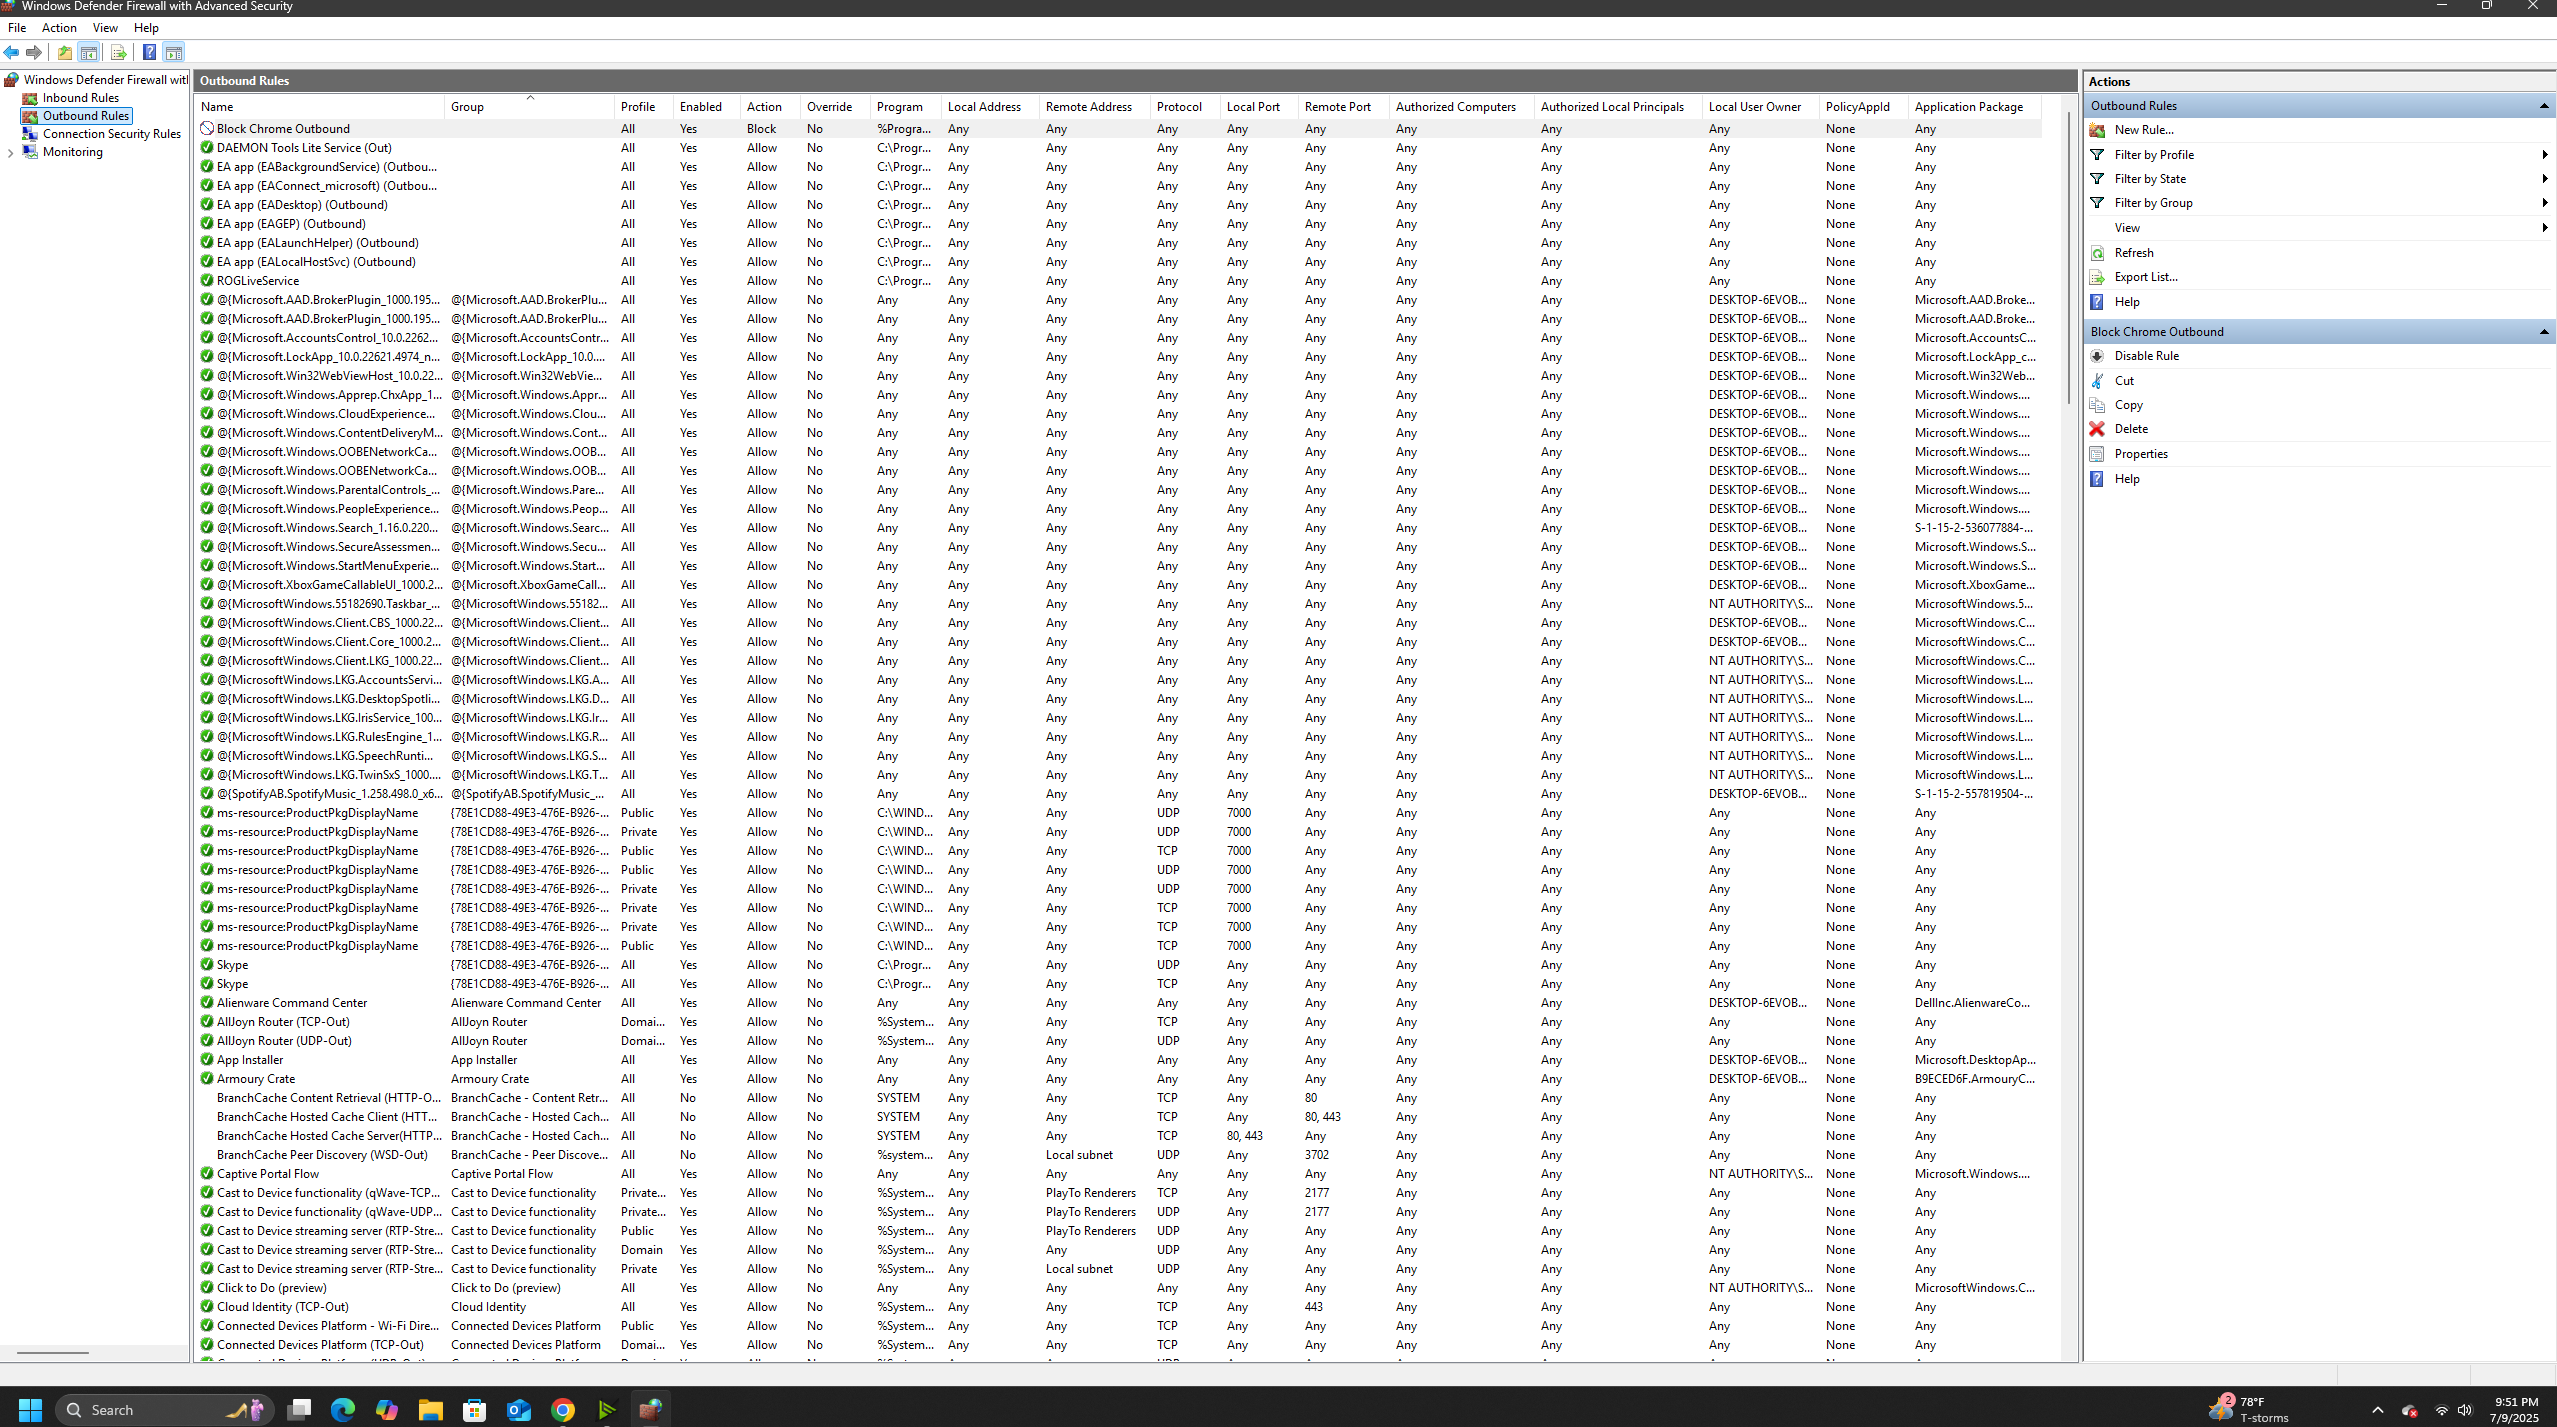 Windows Defender Firewall with Advanced Security
File Action View Help
Windows Defender Firewall wit
Inbound Rules
Outbound Rules
Connection Security Rules
Monitoring
Outbound Rules
Name Group Profile Enabled Action Override Program Local Address Remote Address Protocol Local Port Remote Port Authorized Computers Authorized Local Principals Local User Owner PolicyAppId Application Package
Block Chrome Outbound All Yes Block No %Progra... Any Any Any Any Any Any Any Any None Any
DAEMON Tools Lite Service (Out) All Yes Allow No C:\Progr... Any Any Any Any Any Any Any Any None Any
EA app (EABackgroundService) (Outbou... All Yes Allow No C:\Progr... Any Any Any Any Any Any Any Any None Any
EA app (EAConnect_microsoft) (Outbou... All Yes Allow No C:\Progr... Any Any Any Any Any Any Any Any None Any
EA app (EADesktop) (Outbound) All Yes Allow No C:\Progr... Any Any Any Any Any Any Any Any None Any
EA app (EAGEP) (Outbound) All Yes Allow No C:\Progr... Any Any Any Any Any Any Any Any None Any
EA app (EALaunchHelper) (Outbound) All Yes Allow No C:\Progr... Any Any Any Any Any Any Any Any None Any
EA app (EALocalHostSvc) (Outbound) All Yes Allow No C:\Progr... Any Any Any Any Any Any Any Any None Any
ROGLiveService All Yes Allow No C:\Progr... Any Any Any Any Any Any Any Any None Any
@{Microsoft.AAD.BrokerPlugin_1000.195... @{Microsoft.AAD.BrokerPlu... All Yes Allow No Any Any Any Any Any Any Any Any DESKTOP-6EVOB... None Microsoft.AAD.Broke...
@{Microsoft.AAD.BrokerPlugin_1000.195... @{Microsoft.AAD.BrokerPlu... All Yes Allow No Any Any Any Any Any Any Any Any DESKTOP-6EVOB... None Microsoft.AAD.Broke...
@{Microsoft.AccountsControl_10.0.2262... @{Microsoft.AccountsContr... All Yes Allow No Any Any Any Any Any Any Any Any DESKTOP-6EVOB... None Microsoft.AccountsC...
@{Microsoft.LockApp_10.0.22621.4974_n... @{Microsoft.LockApp_10.0.... All Yes Allow No Any Any Any Any Any Any Any Any DESKTOP-6EVOB... None Microsoft.LockApp_c...
@{Microsoft.Win32WebViewHost_10.0.22... @{Microsoft.Win32WebVie... All Yes Allow No Any Any Any Any Any Any Any Any DESKTOP-6EVOB... None Microsoft.Win32Web...
@{Microsoft.Windows.Apprep.ChxApp_1... @{Microsoft.Windows.Appr... All Yes Allow No Any Any Any Any Any Any Any Any DESKTOP-6EVOB... None Microsoft.Windows....
@{Microsoft.Windows.CloudExperience... @{Microsoft.Windows.Clou... All Yes Allow No Any Any Any Any Any Any Any Any DESKTOP-6EVOB... None Microsoft.Windows....
@{Microsoft.Windows.ContentDeliveryM... @{Microsoft.Windows.Cont... All Yes Allow No Any Any Any Any Any Any Any Any DESKTOP-6EVOB... None Microsoft.Windows....
@{Microsoft.Windows.OOBENetworkCa... @{Microsoft.Windows.OOB... All Yes Allow No Any Any Any Any Any Any Any Any DESKTOP-6EVOB... None Microsoft.Windows....
@{Microsoft.Windows.OOBENetworkCa... @{Microsoft.Windows.OOB... All Yes Allow No Any Any Any Any Any Any Any Any DESKTOP-6EVOB... None Microsoft.Windows....
@{Microsoft.Windows.ParentalControls_... @{Microsoft.Windows.Pare... All Yes Allow No Any Any Any Any Any Any Any Any DESKTOP-6EVOB... None Microsoft.Windows....
@{Microsoft.Windows.PeopleExperience... @{Microsoft.Windows.Peop... All Yes Allow No Any Any Any Any Any Any Any Any DESKTOP-6EVOB... None Microsoft.Windows....
@{Microsoft.Windows.Search_1.16.0.220... @{Microsoft.Windows.Searc... All Yes Allow No Any Any Any Any Any Any Any Any DESKTOP-6EVOB... None S-1-15-2-536077884-...
@{Microsoft.Windows.SecureAssessmen... @{Microsoft.Windows.Secu... All Yes Allow No Any Any Any Any Any Any Any Any DESKTOP-6EVOB... None Microsoft.Windows.S...
@{Microsoft.Windows.StartMenuExperie... @{Microsoft.Windows.Start... All Yes Allow No Any Any Any Any Any Any Any Any DESKTOP-6EVOB... None Microsoft.Windows.S...
@{Microsoft.XboxGameCallableUI_1000.2... @{Microsoft.XboxGameCall... All Yes Allow No Any Any Any Any Any Any Any Any DESKTOP-6EVOB... None Microsoft.XboxGame...
@{MicrosoftWindows.55182690.Taskbar_... @{MicrosoftWindows.55182... All Yes Allow No Any Any Any Any Any Any Any Any NT AUTHORITY\S... None MicrosoftWindows.5...
@{MicrosoftWindows.Client.CBS_1000.22... @{MicrosoftWindows.Client... All Yes Allow No Any Any Any Any Any Any Any Any DESKTOP-6EVOB... None MicrosoftWindows.C...
@{MicrosoftWindows.Client.Core_1000.2... @{MicrosoftWindows.Client... All Yes Allow No Any Any Any Any Any Any Any Any DESKTOP-6EVOB... None MicrosoftWindows.C...
@{MicrosoftWindows.Client.LKG_1000.22... @{MicrosoftWindows.Client... All Yes Allow No Any Any Any Any Any Any Any Any NT AUTHORITY\S... None MicrosoftWindows.C...
@{MicrosoftWindows.LKG.AccountsServi... @{MicrosoftWindows.LKG.A... All Yes Allow No Any Any Any Any Any Any Any Any NT AUTHORITY\S... None MicrosoftWindows.L...
@{MicrosoftWindows.LKG.DesktopSpotli... @{MicrosoftWindows.LKG.D... All Yes Allow No Any Any Any Any Any Any Any Any NT AUTHORITY\S... None MicrosoftWindows.L...
@{MicrosoftWindows.LKG.IrisService_100... @{MicrosoftWindows.LKG.Ir... All Yes Allow No Any Any Any Any Any Any Any Any NT AUTHORITY\S... None MicrosoftWindows.L...
@{MicrosoftWindows.LKG.RulesEngine_1... @{MicrosoftWindows.LKG.R... All Yes Allow No Any Any Any Any Any Any Any Any NT AUTHORITY\S... None MicrosoftWindows.L...
@{MicrosoftWindows.LKG.SpeechRunti... @{MicrosoftWindows.LKG.S... All Yes Allow No Any Any Any Any Any Any Any Any NT AUTHORITY\S... None MicrosoftWindows.L...
@{MicrosoftWindows.LKG.TwinSxS_1000.... @{MicrosoftWindows.LKG.T... All Yes Allow No Any Any Any Any Any Any Any Any NT AUTHORITY\S... None MicrosoftWindows.L...
@{SpotifyAB.SpotifyMusic_1.258.498.0_x6... @{SpotifyAB.SpotifyMusic_... All Yes Allow No Any Any Any Any Any Any Any Any DESKTOP-6EVOB... None S-1-15-2-557819504-...
ms-resource:ProductPkgDisplayName {78E1CD88-49E3-476E-B926-... Public Yes Allow No C:\WIND... Any Any UDP 7000 Any Any Any Any None Any
ms-resource:ProductPkgDisplayName {78E1CD88-49E3-476E-B926-... Private Yes Allow No C:\WIND... Any Any UDP 7000 Any Any Any Any None Any
ms-resource:ProductPkgDisplayName {78E1CD88-49E3-476E-B926-... Public Yes Allow No C:\WIND... Any Any TCP 7000 Any Any Any Any None Any
ms-resource:ProductPkgDisplayName {78E1CD88-49E3-476E-B926-... Public Yes Allow No C:\WIND... Any Any UDP 7000 Any Any Any Any None Any
ms-resource:ProductPkgDisplayName {78E1CD88-49E3-476E-B926-... Private Yes Allow No C:\WIND... Any Any UDP 7000 Any Any Any Any None Any
ms-resource:ProductPkgDisplayName {78E1CD88-49E3-476E-B926-... Private Yes Allow No C:\WIND... Any Any TCP 7000 Any Any Any Any None Any
ms-resource:ProductPkgDisplayName {78E1CD88-49E3-476E-B926-... Private Yes Allow No C:\WIND... Any Any TCP 7000 Any Any Any Any None Any
ms-resource:ProductPkgDisplayName {78E1CD88-49E3-476E-B926-... Public Yes Allow No C:\WIND... Any Any TCP 7000 Any Any Any Any None Any
Skype {78E1CD88-49E3-476E-B926-... All Yes Allow No C:\Progr... Any Any UDP Any Any Any Any Any None Any
Skype {78E1CD88-49E3-476E-B926-... All Yes Allow No C:\Progr... Any Any TCP Any Any Any Any Any None Any
Alienware Command Center Alienware Command Center All Yes Allow No Any Any Any Any Any Any Any Any DESKTOP-6EVOB... None DellInc.AlienwareCo...
AllJoyn Router (TCP-Out) AllJoyn Router Domai... Yes Allow No %System... Any Any TCP Any Any Any Any Any None Any
AllJoyn Router (UDP-Out) AllJoyn Router Domai... Yes Allow No %System... Any Any UDP Any Any Any Any Any None Any
App Installer App Installer All Yes Allow No Any Any Any Any Any Any Any Any DESKTOP-6EVOB... None Microsoft.DesktopAp...
Armoury Crate Armoury Crate All Yes Allow No Any Any Any Any Any Any Any Any DESKTOP-6EVOB... None B9ECED6F.ArmouryC...
BranchCache Content Retrieval (HTTP-O... BranchCache - Content Retr... All No Allow No SYSTEM Any Any TCP Any 80 Any Any Any None Any
BranchCache Hosted Cache Client (HTT... BranchCache - Hosted Cach... All No Allow No SYSTEM Any Any TCP Any 80, 443 Any Any Any None Any
BranchCache Hosted Cache Server(HTTP... BranchCache - Hosted Cach... All No Allow No SYSTEM Any Any TCP 80, 443 Any Any Any Any None Any
BranchCache Peer Discovery (WSD-Out) BranchCache - Peer Discove... All No Allow No %system... Any Local subnet UDP Any 3702 Any Any Any None Any
Captive Portal Flow Captive Portal Flow All Yes Allow No Any Any Any Any Any Any Any Any NT AUTHORITY\S... None Microsoft.Windows....
Cast to Device functionality (qWave-TCP... Cast to Device functionality Private... Yes Allow No %System... Any PlayTo Renderers TCP Any 2177 Any Any Any None Any
Cast to Device functionality (qWave-UDP... Cast to Device functionality Private... Yes Allow No %System... Any PlayTo Renderers UDP Any 2177 Any Any Any None Any
Cast to Device streaming server (RTP-Stre... Cast to Device functionality Public Yes Allow No %System... Any PlayTo Renderers UDP Any Any Any Any Any None Any
Cast to Device streaming server (RTP-Stre... Cast to Device functionality Domain Yes Allow No %System... Any Any UDP Any Any Any Any Any None Any
Cast to Device streaming server (RTP-Stre... Cast to Device functionality Private Yes Allow No %System... Any Local subnet UDP Any Any Any Any Any None Any
Click to Do (preview) Click to Do (preview) All Yes Allow No Any Any Any Any Any Any Any Any NT AUTHORITY\S... None MicrosoftWindows.C...
Cloud Identity (TCP-Out) Cloud Identity All Yes Allow No %System... Any Any TCP Any 443 Any Any Any None Any
Connected Devices Platform - Wi-Fi Dire... Connected Devices Platform Public Yes Allow No %System... Any Any TCP Any Any Any Any Any None Any
Connected Devices Platform (TCP-Out) Connected Devices Platform Domai... Yes Allow No %System... Any Any TCP Any Any Any Any Any None Any
Actions
Outbound Rules
New Rule...
Filter by Profile
Filter by State
Filter by Group
View
Refresh
Export List...
Help
Block Chrome Outbound
Disable Rule
Cut
Copy
Delete
Properties
Help
Search
2
78°F
T-storms
9:51 PM
7/9/2025